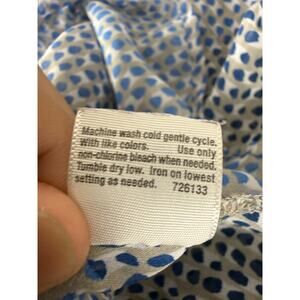 Machine wash cold gentle cycle.
With like colors. Use only
non-chlorine bleach when needed.
Tumble dry low. Iron on lowest
setting as needed. 726133